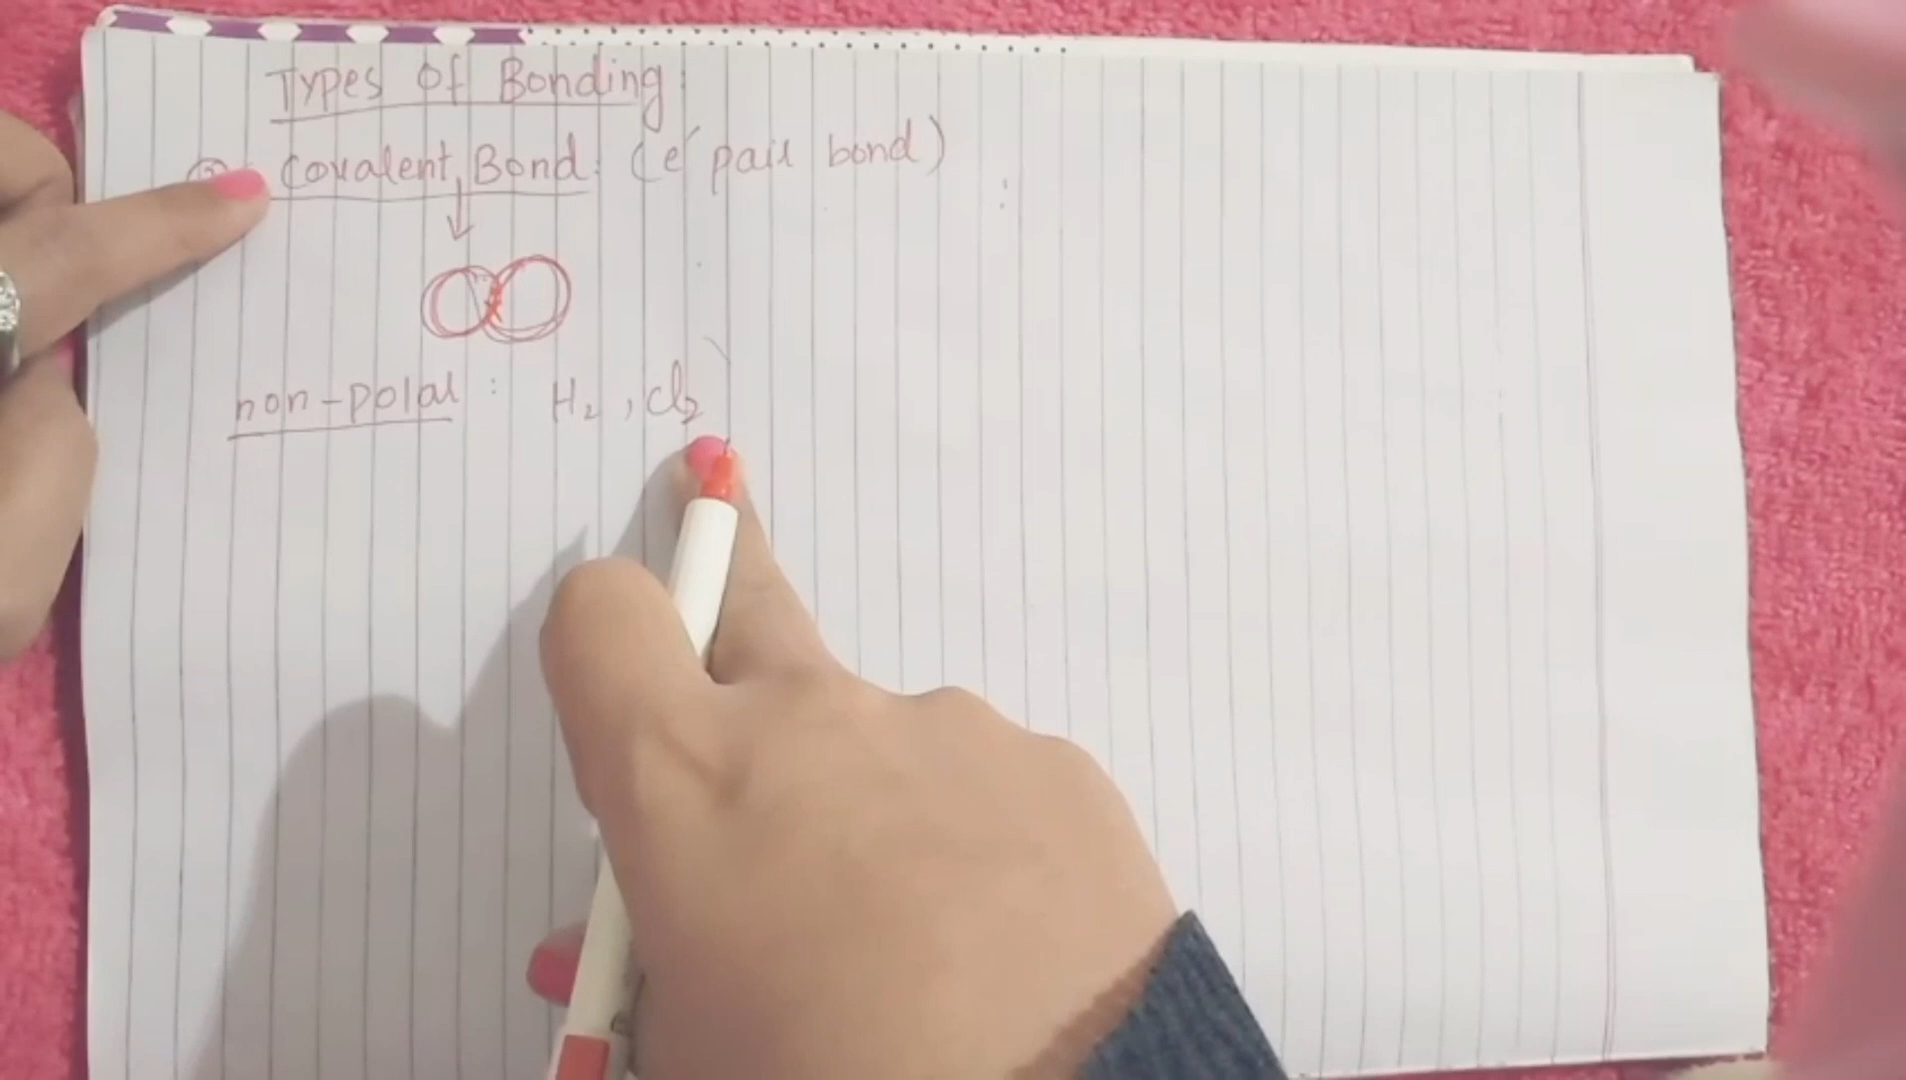 Types Of Bonding:
Covalent Bond: (e⁻ pair bond)
non-polar : H₂, Cl₂